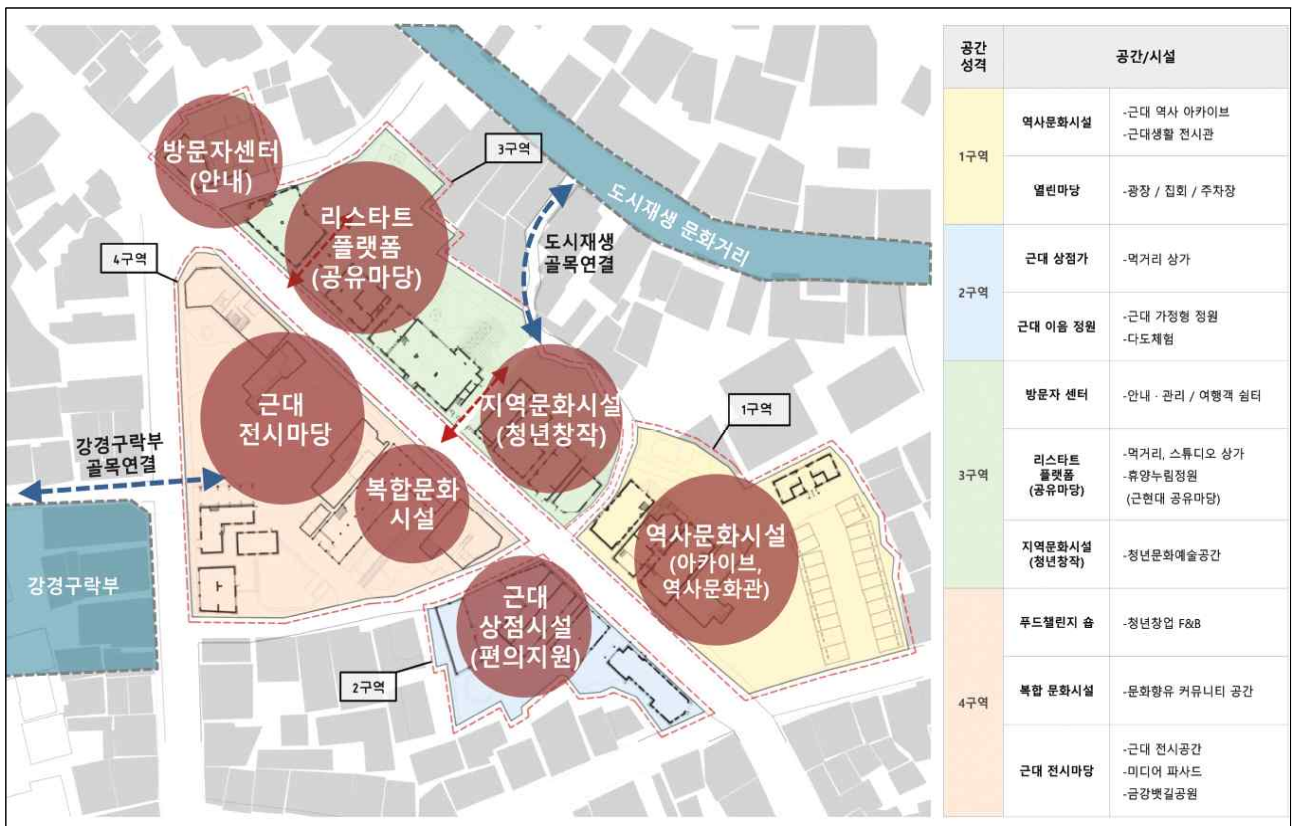 방문자센터
(안내)
3구역
리스타트
플랫폼
(공유마당)
도시재생 문화거리
도시재생
골목연결
4구역
근대
전시마당
지역문화시설
(청년창작)
1구역
강경구락부
골목연결
복합문화
시설
역사문화시설
(아카이브,
역사문화관)
강경구락부
근대
상점시설
(편의지원)
2구역
공간
성격
공간/시설
1구역
역사문화시설
-근대 역사 아카이브
-근대생활 전시관
열린마당
-광장 / 집회 / 주차장
2구역
근대 상점가
-먹거리 상가
근대 이음 정원
-근대 가정형 정원
-다도체험
3구역
방문자 센터
-안내 · 관리 / 여행객 쉼터
리스타트
플랫폼
(공유마당)
-먹거리, 스튜디오 상가
-휴양누림정원
(근현대 공유마당)
지역문화시설
(청년창작)
-청년문화예술공간
4구역
푸드챌린지 숍
-청년창업 F&B
복합 문화시설
-문화향유 커뮤니티 공간
근대 전시마당
-근대 전시공간
-미디어 파사드
-금강뱃길공원